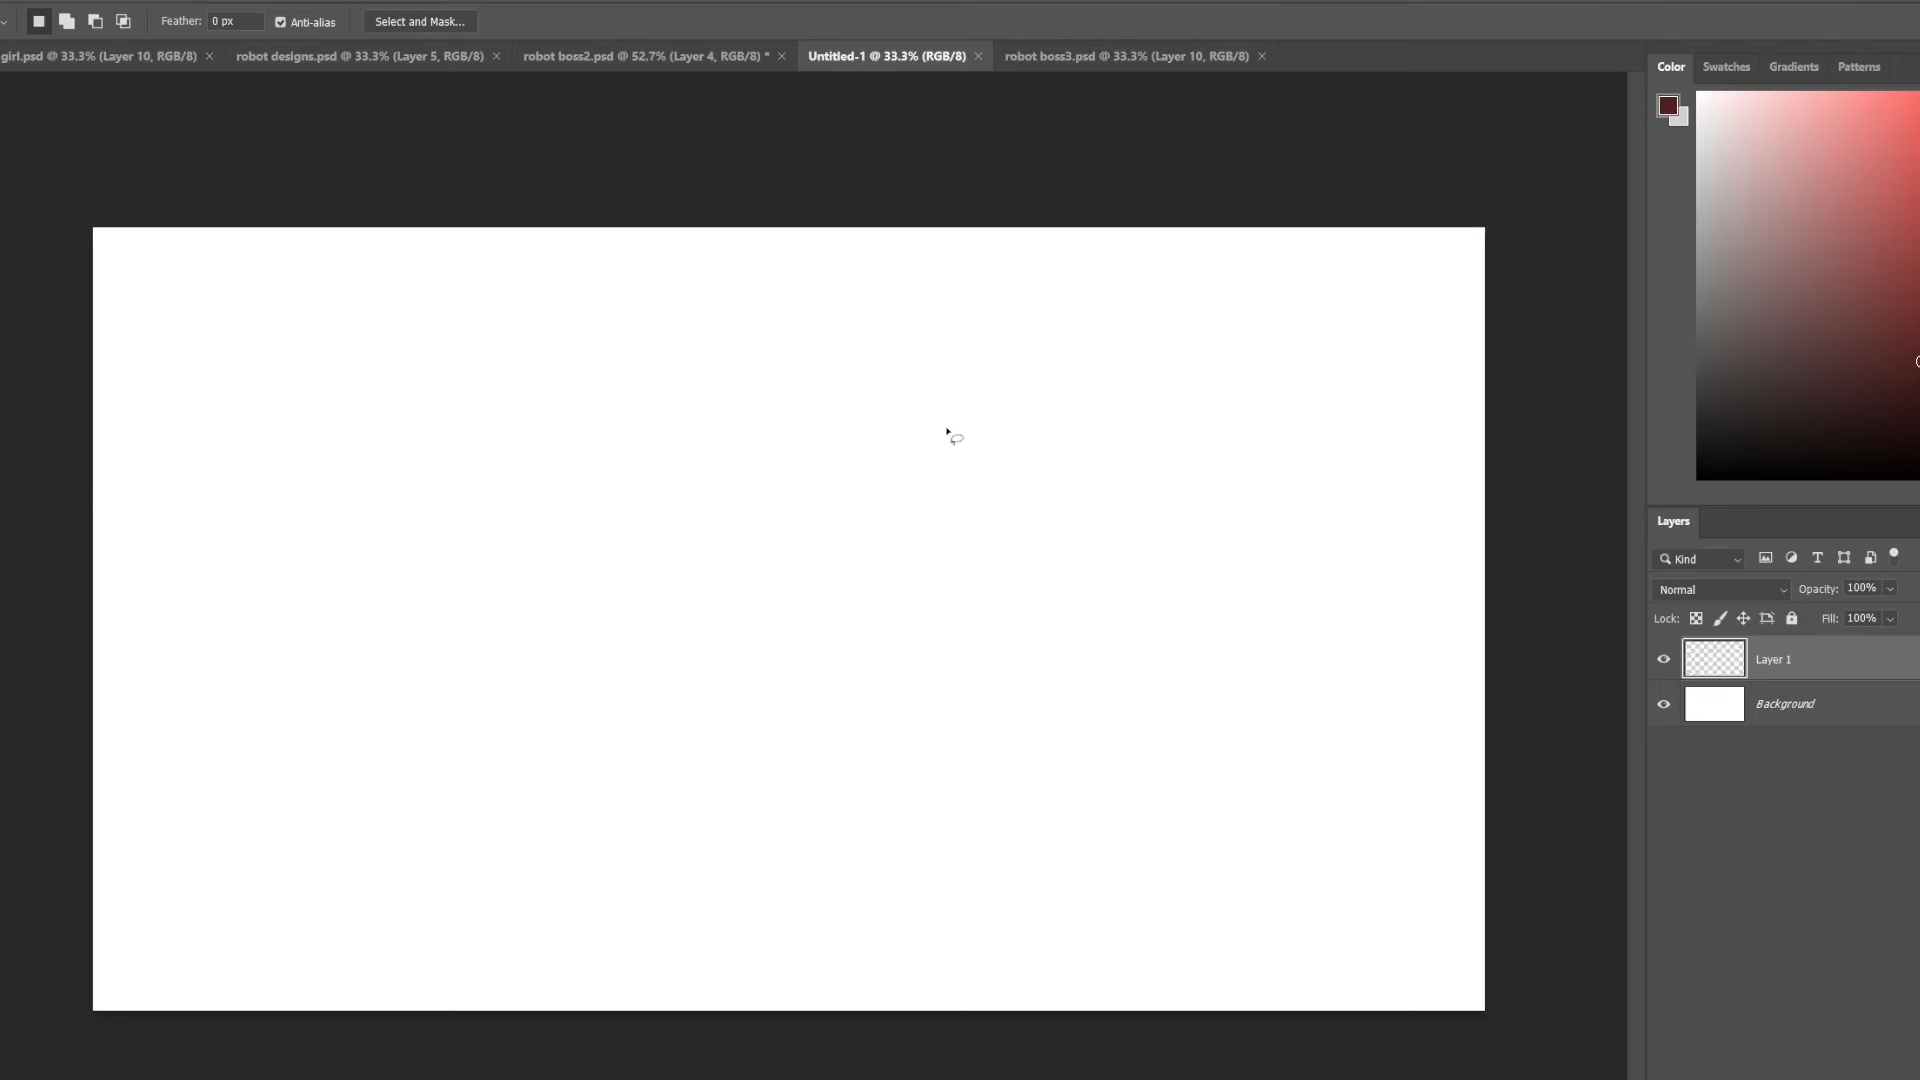 Feather: 0 px Anti-alias Select and Mask...
girl.psd @ 33.3% (Layer 10, RGB/8) robot designs.psd @ 33.3% (Layer 5, RGB/8) robot boss2.psd @ 52.7% (Layer 4, RGB/8) * Untitled-1 @ 33.3% (RGB/8) robot boss3.psd @ 33.3% (Layer 10, RGB/8)
Color Swatches Gradients Patterns
Layers
Kind
Normal Opacity: 100%
Lock: Fill: 100%
Layer 1
Background